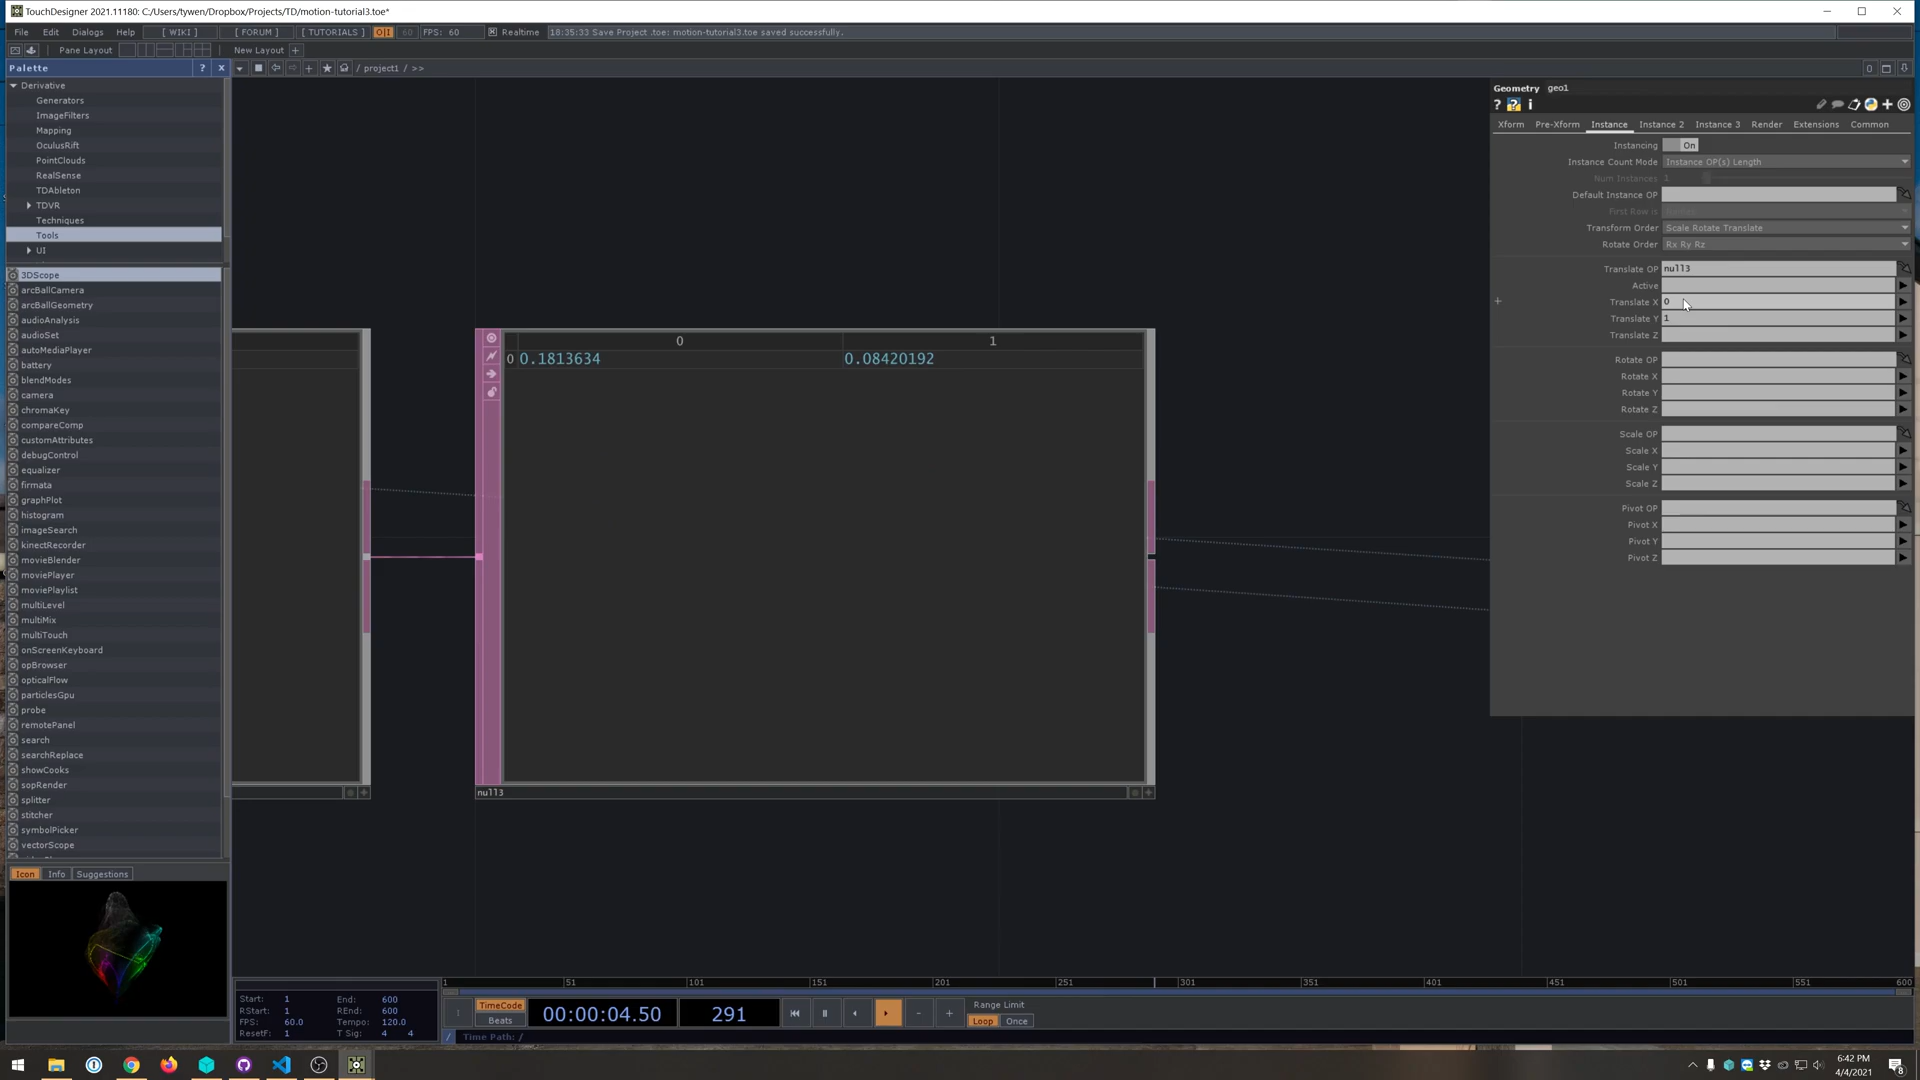 TouchDesigner 2021.11180: C:/Users/tywen/Dropbox/Projects/TD/motion-tutorial3.toe*
File Edit Dialogs Help [ WIKI ] [ FORUM ] [ TUTORIALS ] O|I 60 FPS: 60 Realtime 18:35:33 Save Project .toe: motion-tutorial3.toe saved successfully.
Pane Layout New Layout +
Palette ? x / project1 / >> 0
Derivative
Generators
ImageFilters
Mapping
OculusRift
PointClouds
RealSense
TDAbleton
TDVR
Techniques
Tools
UI
3DScope
arcBallCamera
arcBallGeometry
audioAnalysis
audioSet
autoMediaPlayer
battery
blendModes
camera
chromaKey
compareComp
customAttributes
debugControl
equalizer
firmata
graphPlot
histogram
imageSearch
kinectRecorder
movieBlender
moviePlayer
moviePlaylist
multiLevel
multiMix
multiTouch
onScreenKeyboard
opBrowser
opticalFlow
particlesGpu
probe
remotePanel
search
searchReplace
showCooks
sopRender
splitter
stitcher
symbolPicker
vectorScope
Icon Info Suggestions
0 1
0 0.1813634 0.08420192
null3
Geometry geo1
? ? i
Xform Pre-Xform Instance Instance 2 Instance 3 Render Extensions Common
Instancing On
Instance Count Mode Instance OP(s) Length
Num Instances 1
Default Instance OP
First Row is
Transform Order Scale Rotate Translate
Rotate Order Rx Ry Rz
Translate OP null3
Active
Translate X 0
Translate Y 1
Translate Z
Rotate OP
Rotate X
Rotate Y
Rotate Z
Scale OP
Scale X
Scale Y
Scale Z
Pivot OP
Pivot X
Pivot Y
Pivot Z
1 51 101 151 201 251 301 351 401 451 501 551 600
Start: 1 End: 600
RStart: 1 REnd: 600
FPS: 60.0 Tempo: 120.0
ResetF: 1 T Sig: 4 4
TimeCode
Beats
00:00:04.50 291
Range Limit
Loop Once
/ Time Path: /
6:42 PM
4/4/2021
8